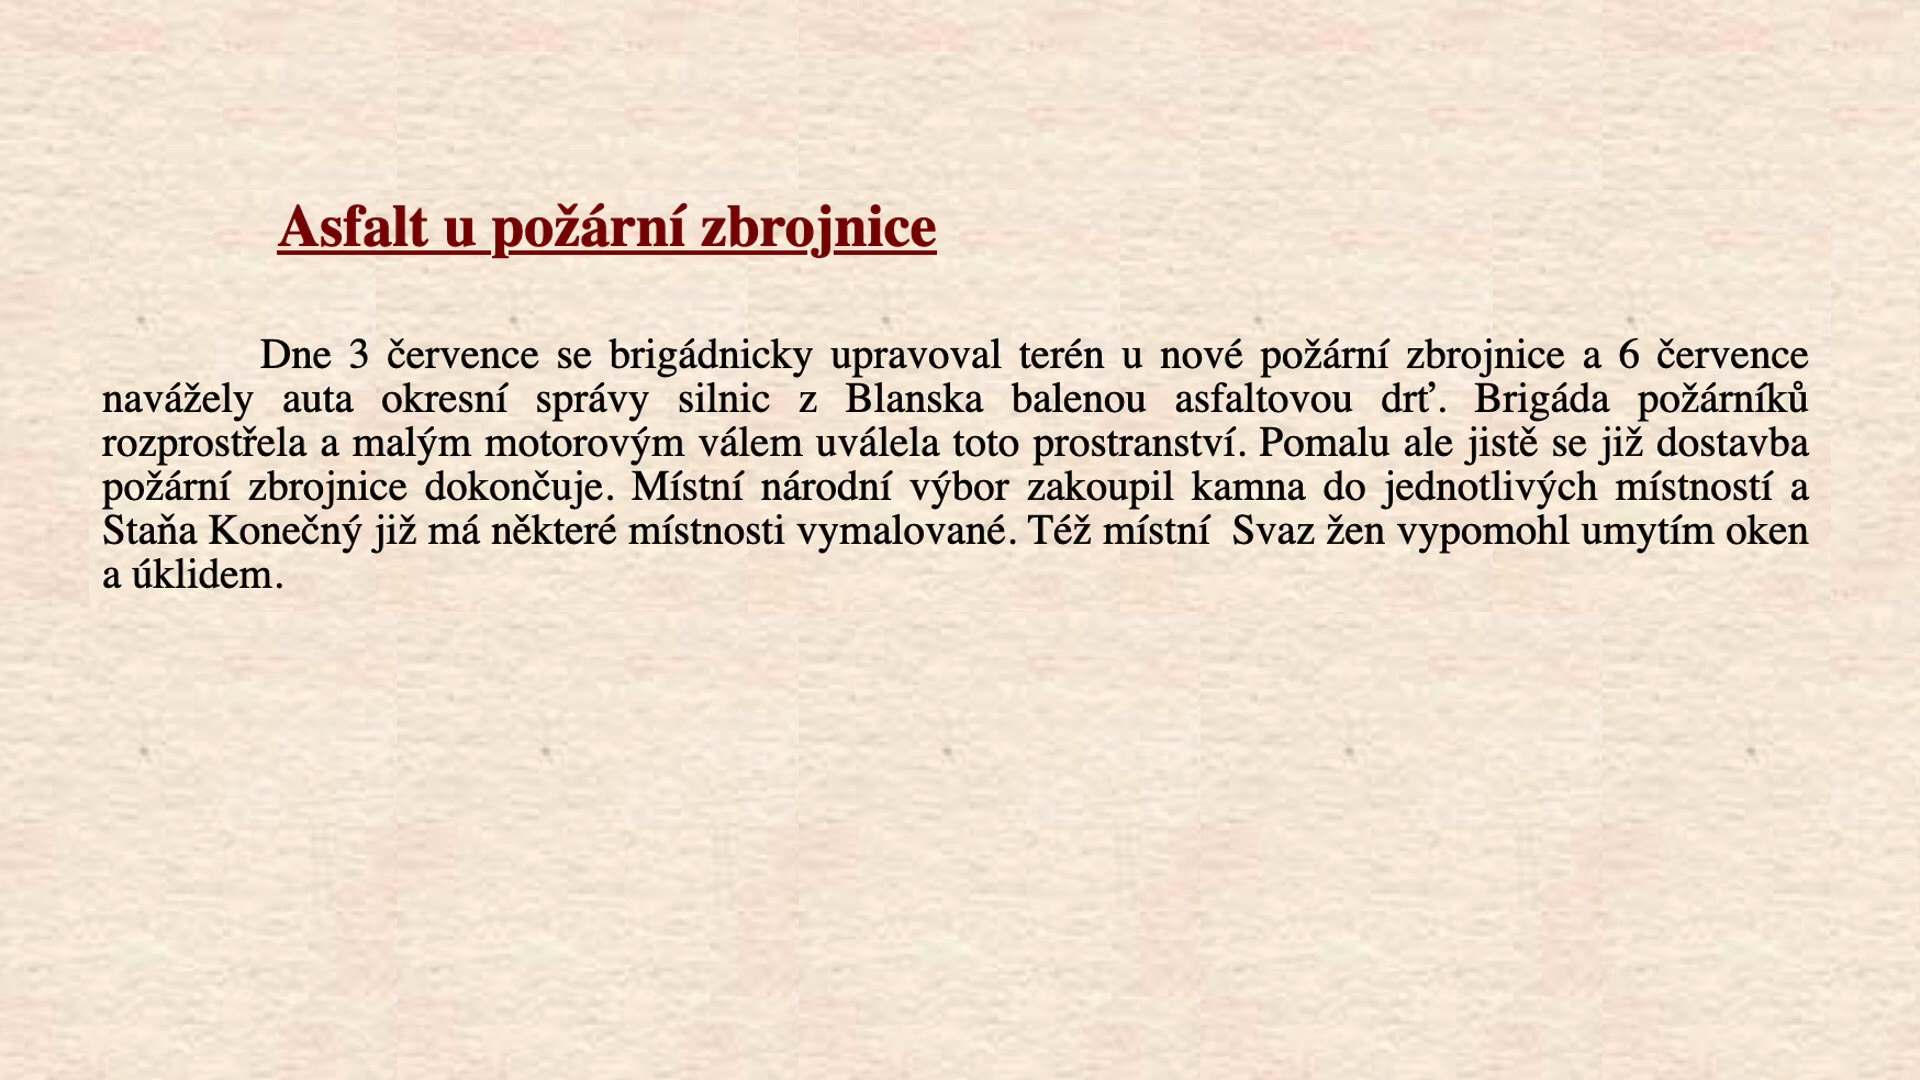 Asfalt u požární zbrojnice
Dne 3 července se brigádnicky upravoval terén u nové požární zbrojnice a 6 července
navážely auta okresní správy silnic z Blanska balenou asfaltovou drť. Brigáda požárníků
rozprostřela a malým motorovým válem uválela toto prostranství. Pomalu ale jistě se již dostavba
požární zbrojnice dokončuje. Místní národní výbor zakoupil kamna do jednotlivých místností a
Staňa Konečný již má některé místnosti vymalované. Též místní  Svaz žen vypomohl umytím oken
a úklidem.